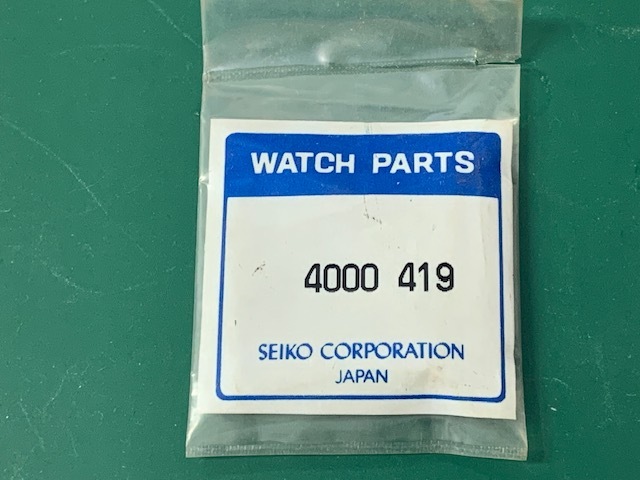 WATCH PARTS
4000 419
SEIKO CORPORATION
JAPAN